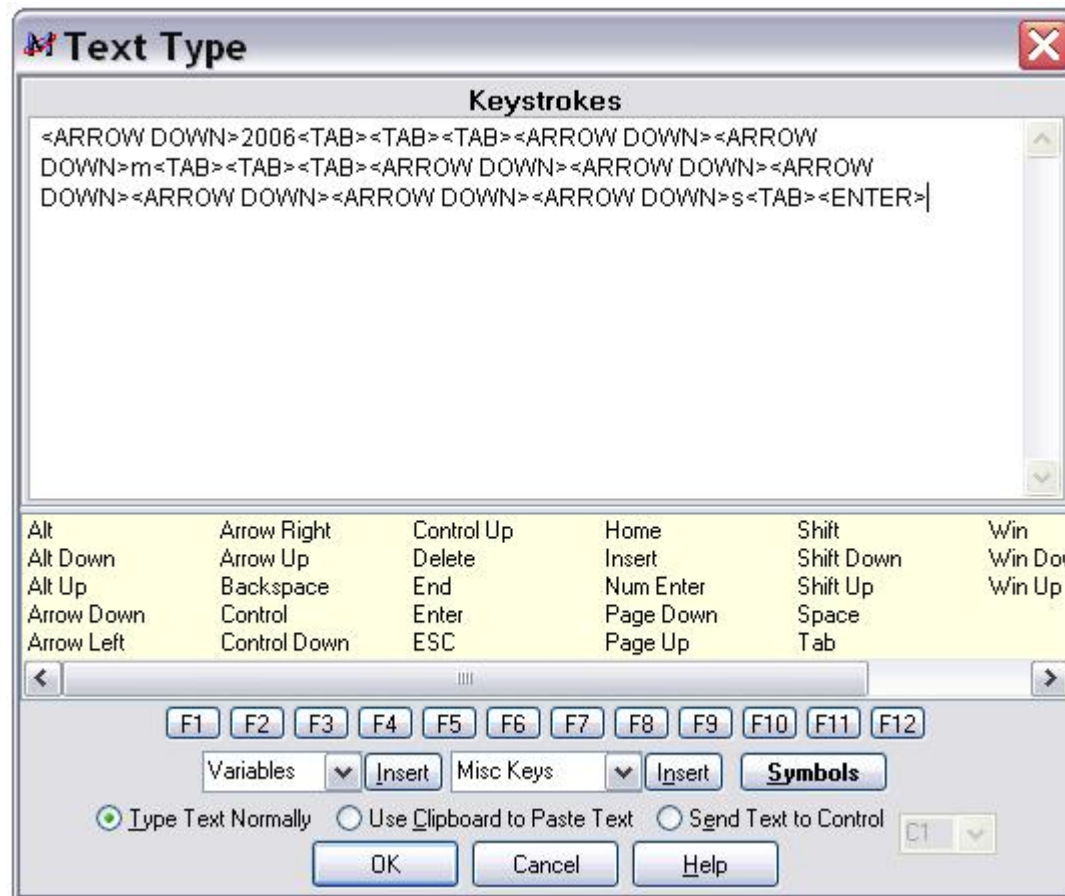 Text Type
Keystrokes
<ARROW DOWN>2006<TAB><TAB><TAB><ARROW DOWN><ARROW
DOWN>m<TAB><TAB><TAB><ARROW DOWN><ARROW DOWN><ARROW
DOWN><ARROW DOWN><ARROW DOWN><ARROW DOWN>s<TAB><ENTER>
Alt Arrow Right Control Up Home Shift Win
Alt Down Arrow Up Delete Insert Shift Down Win Dov
Alt Up Backspace End Num Enter Shift Up Win Up
Arrow Down Control Enter Page Down Space
Arrow Left Control Down ESC Page Up Tab
F1 F2 F3 F4 F5 F6 F7 F8 F9 F10 F11 F12
Variables Insert Misc Keys Insert Symbols
Type Text Normally Use Clipboard to Paste Text Send Text to Control C1
OK Cancel Help